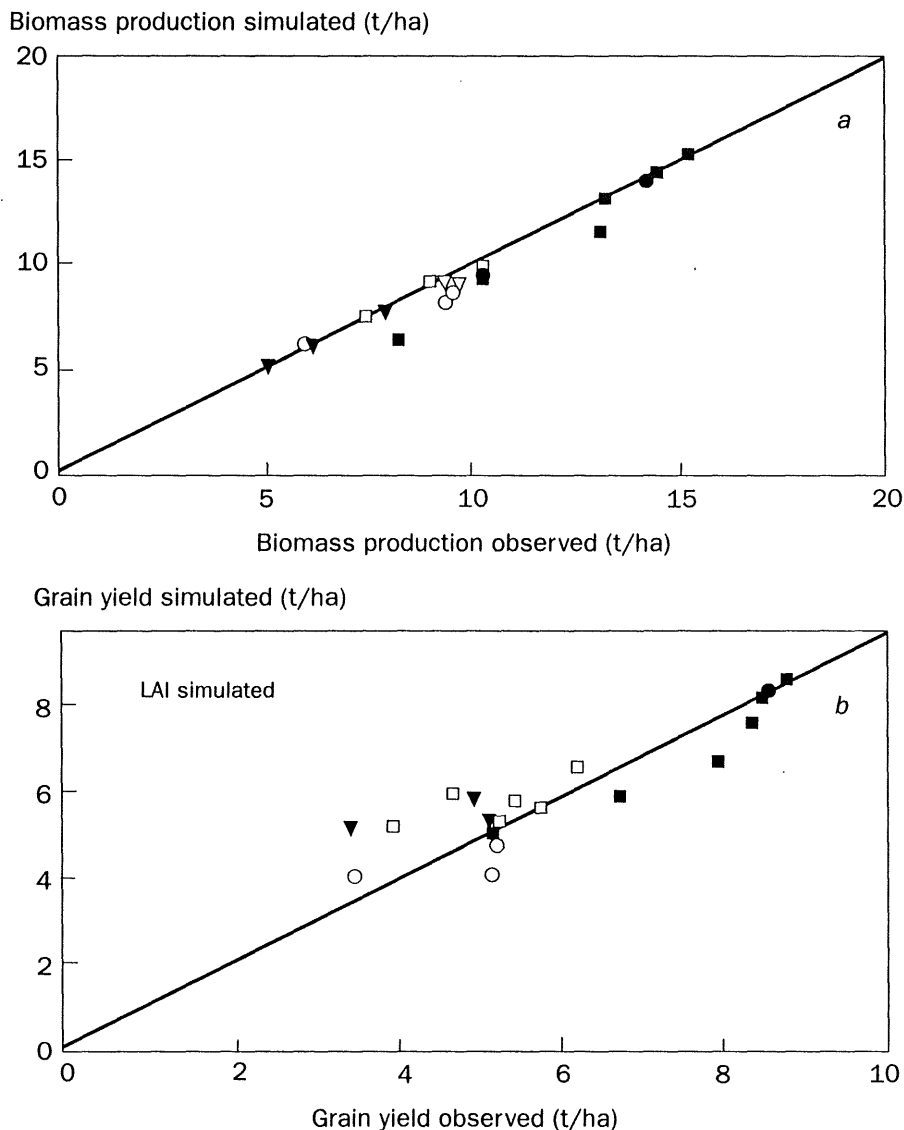 Biomass production simulated (t/ha)
20
a
15
10
5
0
0 5 10 15 20
Biomass production observed (t/ha)
Grain yield simulated (t/ha)
LAI simulated
8
b
6
4
2
0
0 2 4 6 8 10
Grain yield observed (t/ha)